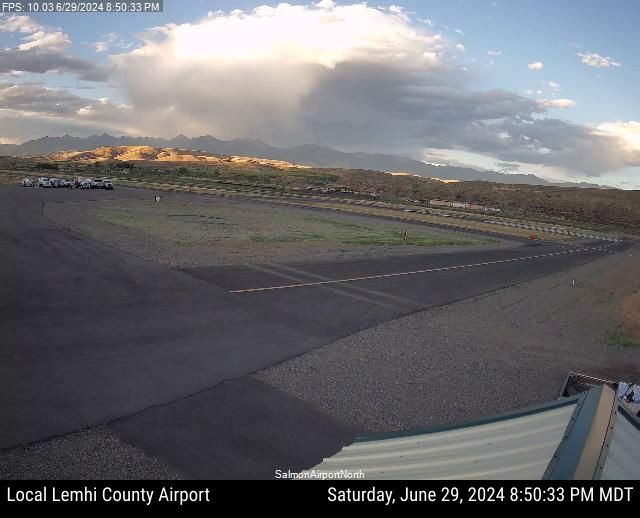 FPS: 10.03 6/29/2024 8:50:33 PM
SalmonAirportNorth
Local Lemhi County Airport Saturday, June 29, 2024 8:50:33 PM MDT